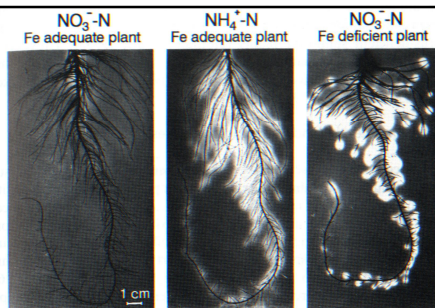 NO₃⁻-N
Fe adequate plant
NH₄⁺-N
Fe adequate plant
NO₃⁻-N
Fe deficient plant
1 cm